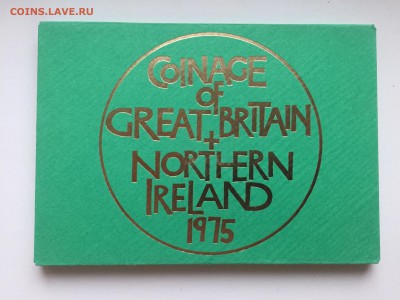 COINS.LAVE.RU
COINAGE
of
GREAT BRITAIN
+
NORTHERN
IRELAND
1975